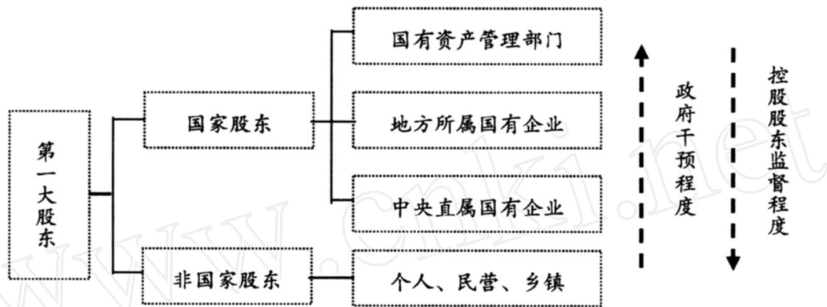 第一大股东
国家股东
非国家股东
国有资产管理部门
地方所属国有企业
中央直属国有企业
个人、民营、乡镇
政府干预程度
控股股东监督程度
www.cnki.net